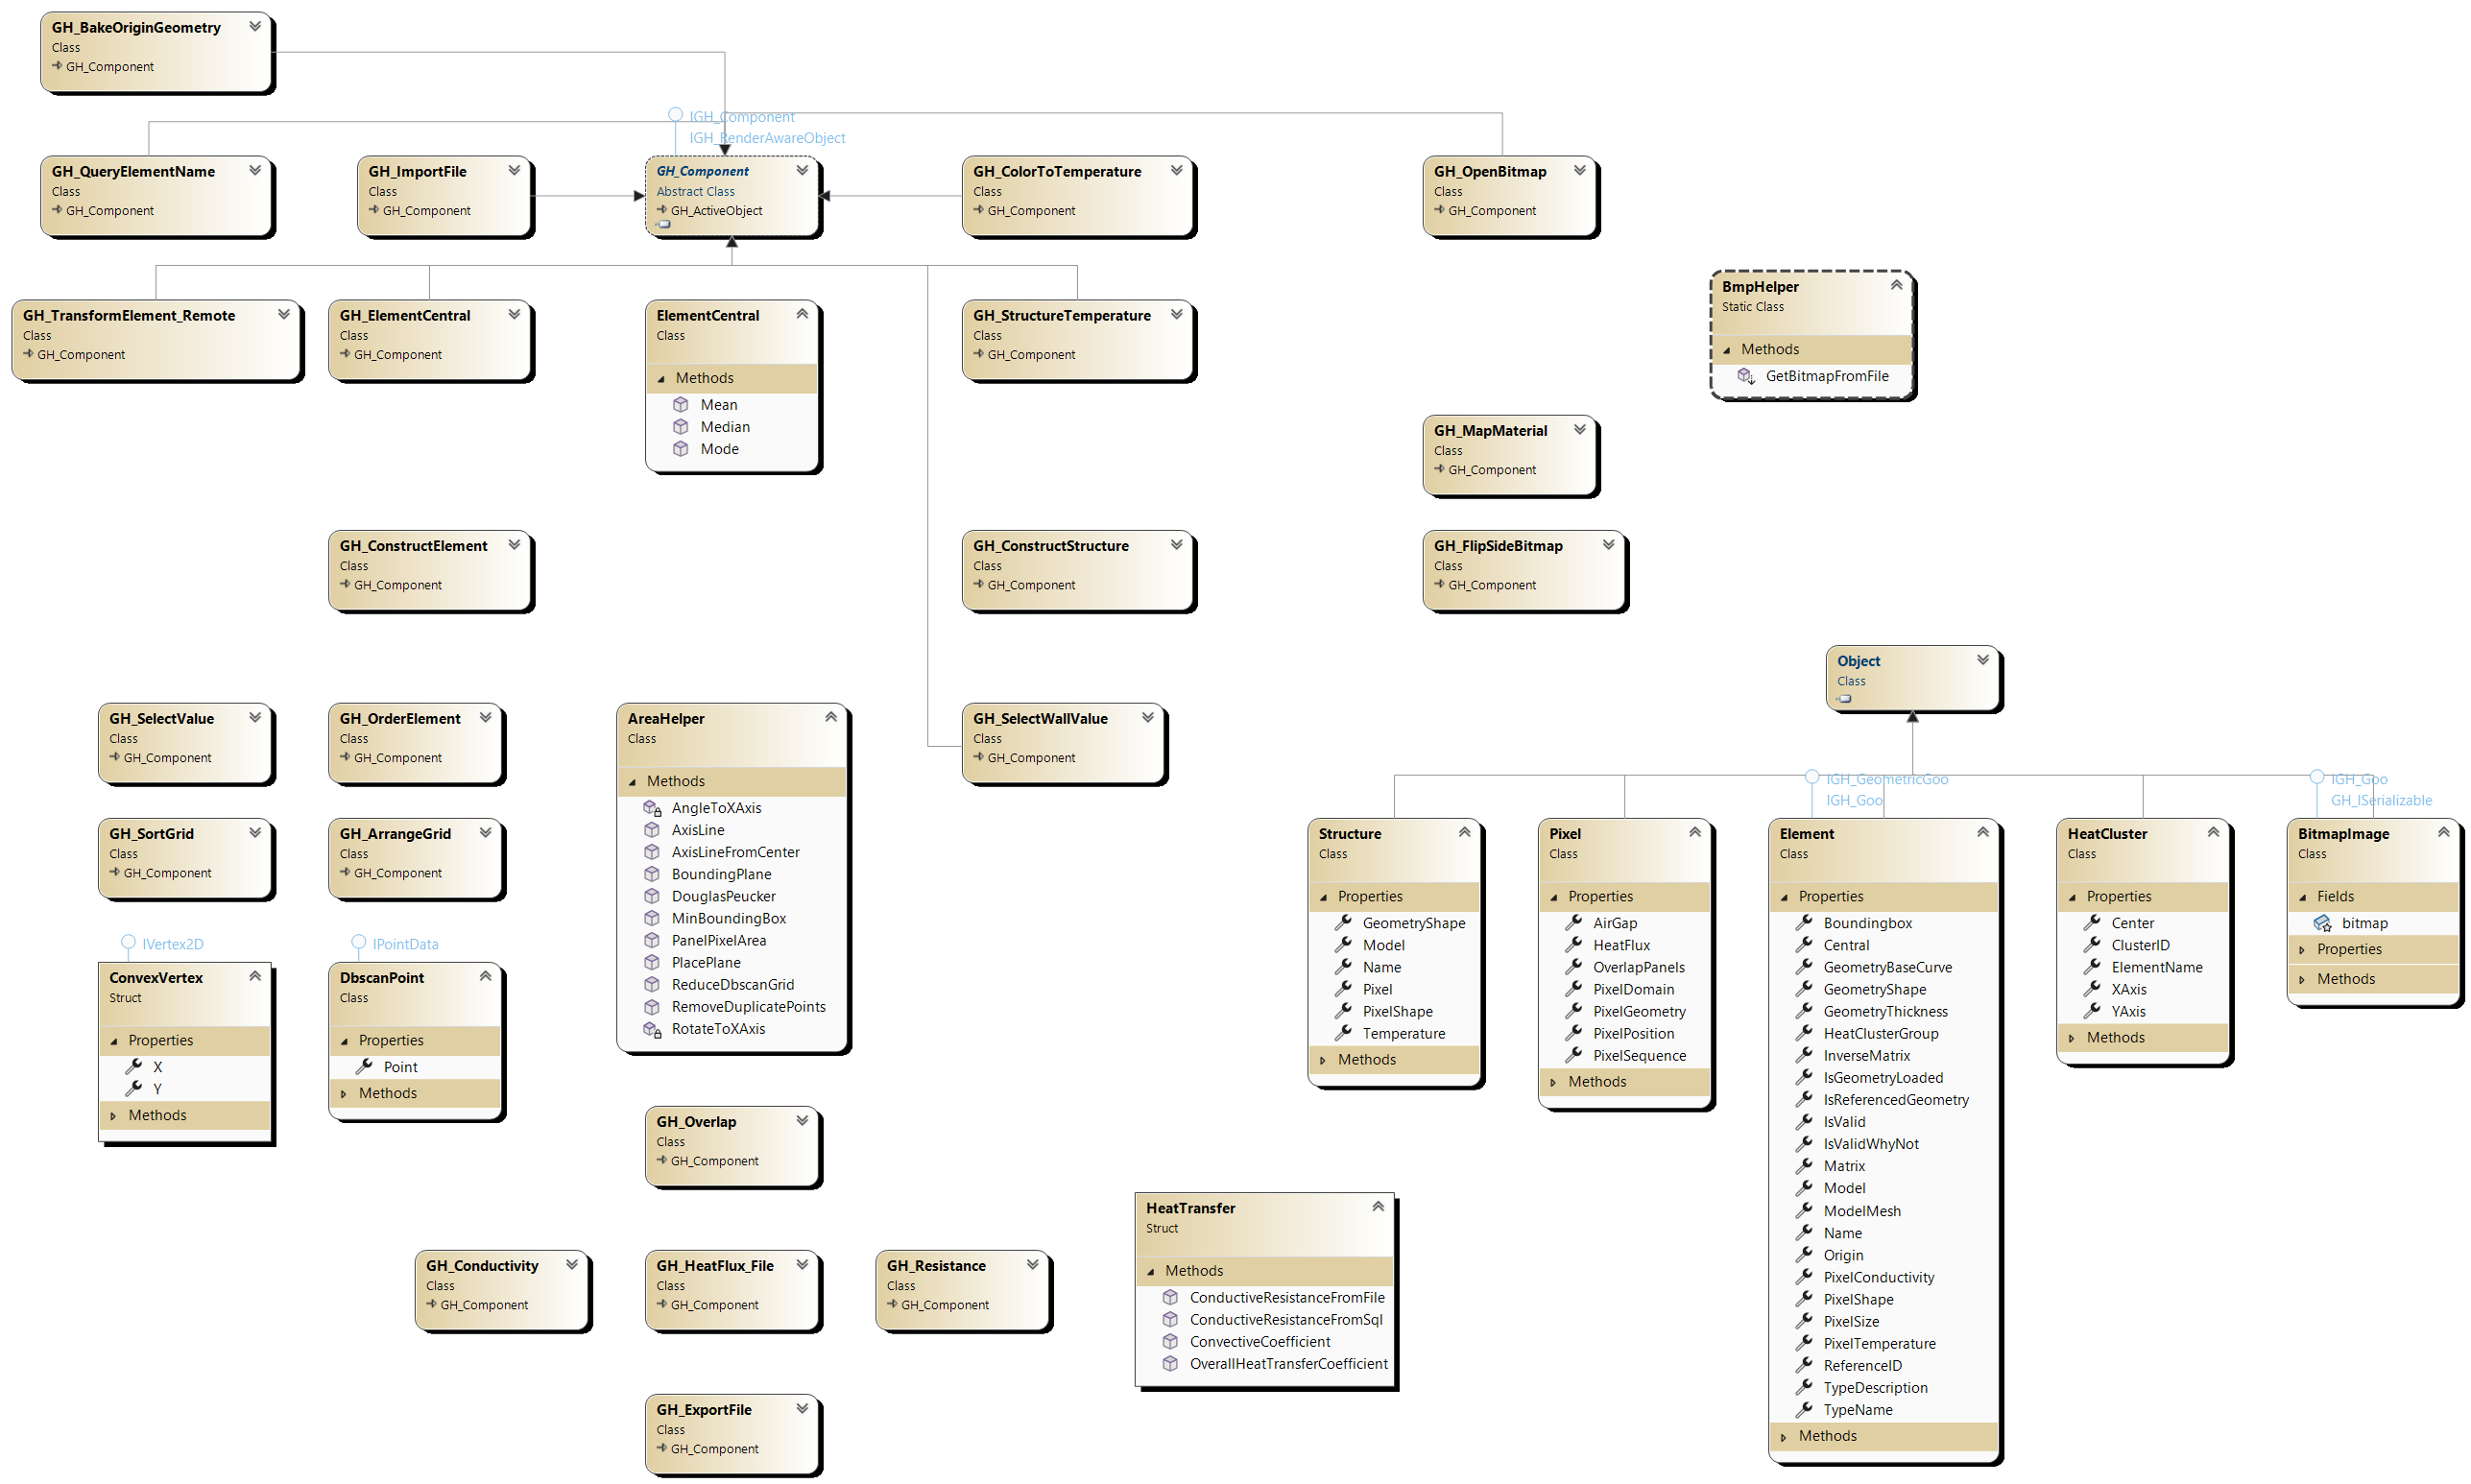 GH_BakeOriginGeometry
Class
GH_Component
IGH_Component
IGH_RenderAwareObject
GH_QueryElementName
Class
GH_Component
GH_ImportFile
Class
GH_Component
GH_Component
Abstract Class
GH_ActiveObject
GH_ColorToTemperature
Class
GH_Component
GH_OpenBitmap
Class
GH_Component
BmpHelper
Static Class
Methods
GetBitmapFromFile
GH_TransformElement_Remote
Class
GH_Component
GH_ElementCentral
Class
GH_Component
ElementCentral
Class
Methods
Mean
Median
Mode
GH_StructureTemperature
Class
GH_Component
GH_MapMaterial
Class
GH_Component
GH_ConstructElement
Class
GH_Component
GH_ConstructStructure
Class
GH_Component
GH_FlipSideBitmap
Class
GH_Component
Object
Class
GH_SelectValue
Class
GH_Component
GH_OrderElement
Class
GH_Component
AreaHelper
Class
Methods
AngleToXAxis
AxisLine
AxisLineFromCenter
BoundingPlane
DouglasPeucker
MinBoundingBox
PanelPixelArea
PlacePlane
ReduceDbscanGrid
RemoveDuplicatePoints
RotateToXAxis
GH_SelectWallValue
Class
GH_Component
GH_SortGrid
Class
GH_Component
GH_ArrangeGrid
Class
GH_Component
IVertex2D
ConvexVertex
Struct
Properties
X
Y
Methods
IPointData
DbscanPoint
Class
Properties
Point
Methods
Structure
Class
Properties
GeometryShape
Model
Name
Pixel
PixelShape
Temperature
Methods
Pixel
Class
Properties
AirGap
HeatFlux
OverlapPanels
PixelDomain
PixelGeometry
PixelPosition
PixelSequence
Methods
IGH_GeometricGoo
IGH_Goo
Element
Class
Properties
Boundingbox
Central
GeometryBaseCurve
GeometryShape
GeometryThickness
HeatClusterGroup
InverseMatrix
IsGeometryLoaded
IsReferencedGeometry
IsValid
IsValidWhyNot
Matrix
Model
ModelMesh
Name
Origin
PixelConductivity
PixelShape
PixelSize
PixelTemperature
ReferenceID
TypeDescription
TypeName
Methods
HeatCluster
Class
Properties
Center
ClusterID
ElementName
XAxis
YAxis
Methods
IGH_Goo
GH_ISerializable
BitmapImage
Class
Fields
bitmap
Properties
Methods
GH_Overlap
Class
GH_Component
HeatTransfer
Struct
Methods
ConductiveResistanceFromFile
ConductiveResistanceFromSql
ConvectiveCoefficient
OverallHeatTransferCoefficient
GH_Conductivity
Class
GH_Component
GH_HeatFlux_File
Class
GH_Component
GH_Resistance
Class
GH_Component
GH_ExportFile
Class
GH_Component